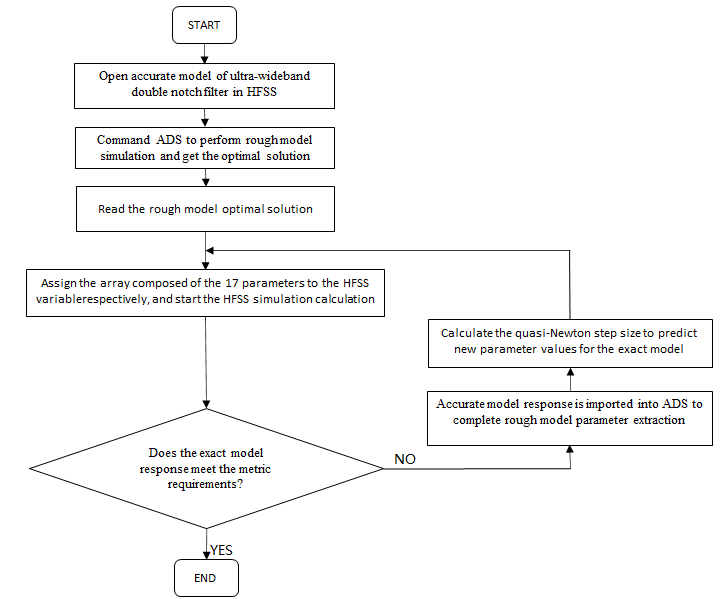 START
Open accurate model of ultra-wideband
double notch filter in HFSS
Command ADS to perform rough model
simulation and get the optimal solution
Read the rough model optimal solution
Assign the array composed of the 17 parameters to the HFSS
variablerespectively, and start the HFSS simulation calculation
Calculate the quasi-Newton step size to predict
new parameter values for the exact model
Accurate model response is imported into ADS to
complete rough model parameter extraction
Does the exact model
response meet the metric
requirements?
NO
YES
END